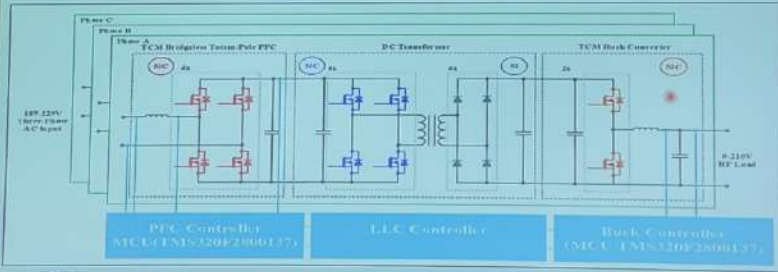 Phase C
Phase B
Phase A
TCM Bridgeless Totem-Pole PFC
DC Transformer
TCM Buck Converter
SiC
4x
SiC
4x
4x
Si
2x
SiC
Three-Phase
AC Input
0-210V
RF Load
PFC Controller
MCU(TMS320F2800137)
LLC Controller
Buck Controller
(MCU TMS320F2800137)